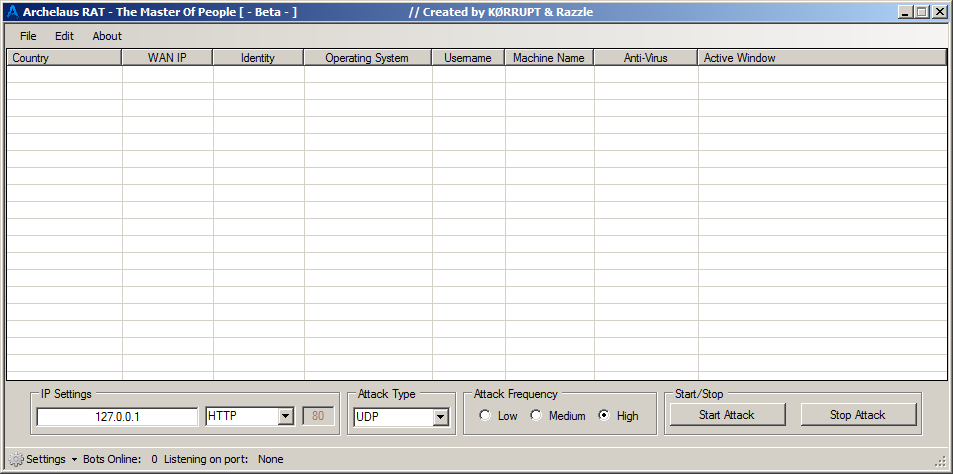 Archelaus RAT - The Master Of People [ - Beta - ] // Created by KØRRUPT & Razzle
File Edit About
Country WAN IP Identity Operating System Username Machine Name Anti-Virus Active Window
IP Settings Attack Type Attack Frequency Start/Stop
127.0.0.1 HTTP 80 UDP Low Medium High Start Attack Stop Attack
Settings Bots Online: 0 Listening on port: None